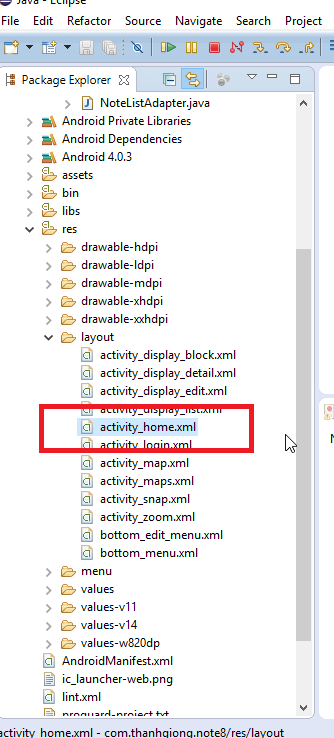 Java - Eclipse
File Edit Refactor Source Navigate Search Project
Package Explorer
NoteListAdapter.java
Android Private Libraries
Android Dependencies
Android 4.0.3
assets
bin
libs
res
drawable-hdpi
drawable-ldpi
drawable-mdpi
drawable-xhdpi
drawable-xxhdpi
layout
activity_display_block.xml
activity_display_detail.xml
activity_display_edit.xml
activity_display_list.xml
activity_home.xml
activity_login.xml
activity_map.xml
activity_maps.xml
activity_snap.xml
activity_zoom.xml
bottom_edit_menu.xml
bottom_menu.xml
menu
values
values-v11
values-v14
values-w820dp
AndroidManifest.xml
ic_launcher-web.png
lint.xml
proguard-project.txt
activity_home.xml - com.thanhgiong.note8/res/layout